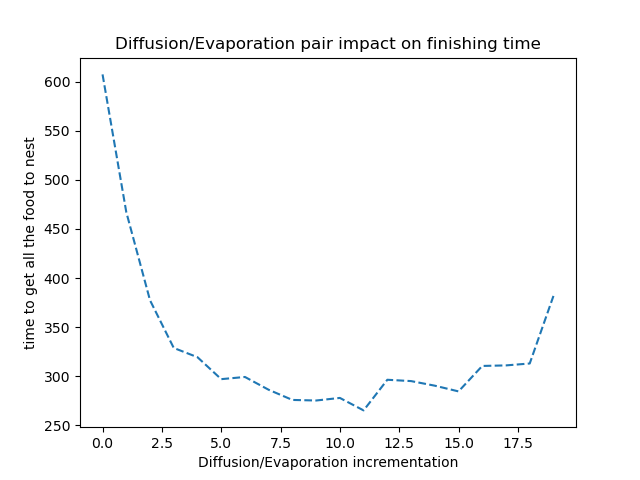 Diffusion/Evaporation pair impact on finishing time
time to get all the food to nest
600
550
500
450
400
350
300
250
0.0 2.5 5.0 7.5 10.0 12.5 15.0 17.5
Diffusion/Evaporation incrementation